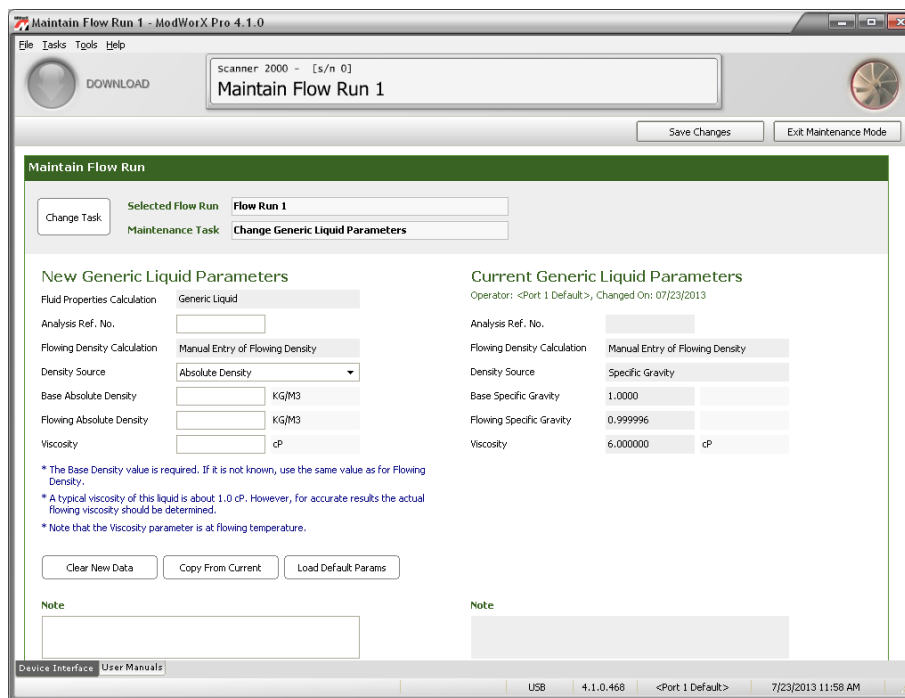 Maintain Flow Run 1 - ModWorX Pro 4.1.0
File Tasks Tools Help
DOWNLOAD
Scanner 2000 - [s/n 0]
Maintain Flow Run 1
Save Changes
Exit Maintenance Mode
Maintain Flow Run
Change Task
Selected Flow Run Flow Run 1
Maintenance Task Change Generic Liquid Parameters
New Generic Liquid Parameters
Fluid Properties Calculation Generic Liquid
Analysis Ref. No.
Flowing Density Calculation Manual Entry of Flowing Density
Density Source Absolute Density
Base Absolute Density KG/M3
Flowing Absolute Density KG/M3
Viscosity cP
* The Base Density value is required. If it is not known, use the same value as for Flowing
Density.
* A typical viscosity of this liquid is about 1.0 cP. However, for accurate results the actual
flowing viscosity should be determined.
* Note that the Viscosity parameter is at flowing temperature.
Clear New Data
Copy From Current
Load Default Params
Note
Current Generic Liquid Parameters
Operator: <Port 1 Default>, Changed On: 07/23/2013
Analysis Ref. No.
Flowing Density Calculation Manual Entry of Flowing Density
Density Source Specific Gravity
Base Specific Gravity 1.0000
Flowing Specific Gravity 0.999996
Viscosity 6.000000 cP
Note
Device Interface User Manuals
USB 4.1.0.468 <Port 1 Default> 7/23/2013 11:58 AM